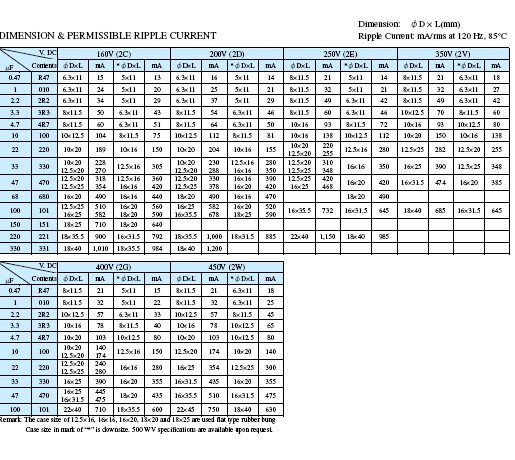 Dimension: φD×L(mm)
DIMENSION & PERMISSIBLE RIPPLE CURRENT Ripple Current: mA/rms at 120 Hz, 85°C
V. DC 160V (2C) 200V (2D) 250V (2E) 350V (2V)
μF Contents φD×L mA *φD×L mA φD×L mA *φD×L mA φD×L mA *φD×L mA φD×L mA *φD×L mA
0.47 R47 6.3×11 15 5×11 13 6.3×11 16 5×11 14 8×11.5 21 5×11 14 8×11.5 21 6.3×11 18
1 010 6.3×11 24 5×11 20 6.3×11 25 5×11 21 8×11.5 32 5×11 21 8×11.5 32 6.3×11 27
2.2 2R2 6.3×11 34 5×11 29 6.3×11 37 5×11 29 8×11.5 49 6.3×11 42 8×11.5 49 6.3×11 42
3.3 3R3 8×11.5 50 6.3×11 43 8×11.5 54 6.3×11 46 8×11.5 60 6.3×11 46 10×12.5 70 8×11.5 60
4.7 4R7 8×11.5 60 6.3×11 51 8×11.5 64 6.3×11 50 10×16 93 8×11.5 72 10×16 93 10×12.5 80
10 100 10×12.5 104 8×11.5 75 10×12.5 112 8×11.5 81 10×16 138 10×12.5 112 10×20 150 10×16 138
22 220 10×20 189 10×16 150 10×20 204 10×16 155 10×20 12.5×20 220 255 12.5×16 280 12.5×25 282 12.5×20 255
33 330 10×20 12.5×20 228 270 12.5×16 305 10×20 12.5×20 230 288 12.5×16 16×16 280 350 12.5×20 12.5×25 310 348 16×16 350 16×25 390 12.5×25 348
47 470 12.5×20 12.5×25 318 354 12.5×16 16×16 360 420 12.5×20 12.5×25 330 378 12.5×16 16×20 390 420 12.5×25 16×25 420 468 16×20 420 16×31.5 474 16×20 385
68 680 16×20 490 16×16 440 18×20 490 16×16 470 18×20 490
100 101 12.5×25 16×25 510 582 16×20 18×20 560 590 16×25 16×35.5 582 678 16×20 18×25 520 590 16×35.5 732 16×31.5 645 18×40 685 16×31.5 645
150 151 18×25 710 18×20 640
220 221 18×35.5 900 16×31.5 792 18×35.5 1,000 18×31.5 885 22×40 1,150 18×40 985
330 331 18×40 1,010 18×35.5 984 18×40 1,200
V. DC 400V (2G) 450V (2W)
μF Contents φD×L mA *φD×L mA φD×L mA *φD×L mA
0.47 R47 8×11.5 21 5×11 15 8×11.5 21 6.3×11 18
1 010 8×11.5 32 5×11 22 8×11.5 32 6.3×11 25
2.2 2R2 10×12.5 57 6.3×11 33 10×12.5 57 8×11.5 45
3.3 3R3 10×16 78 8×11.5 40 10×16 78 10×12.5 65
4.7 4R7 10×20 103 10×12.5 80 10×20 103 10×12.5 80
10 100 10×20 12.5×20 140 174 12.5×16 150 12.5×20 174 10×20 140
22 220 12.5×20 12.5×25 240 280 16×16 280 16×25 354 12.5×25 300
33 330 16×25 390 16×20 355 16×31.5 435 16×20 355
47 470 16×25 16×31.5 445 475 18×20 435 16×35.5 510 16×31.5 475
100 101 22×40 710 18×35.5 600 22×45 750 18×40 630
Remark: The case size of 12.5×16, 16×16, 16×20, 18×20 and 18×25 are used flat type rubber bung
Case size in mark of "*" is downsize. 500 WV specifications are available upon request.